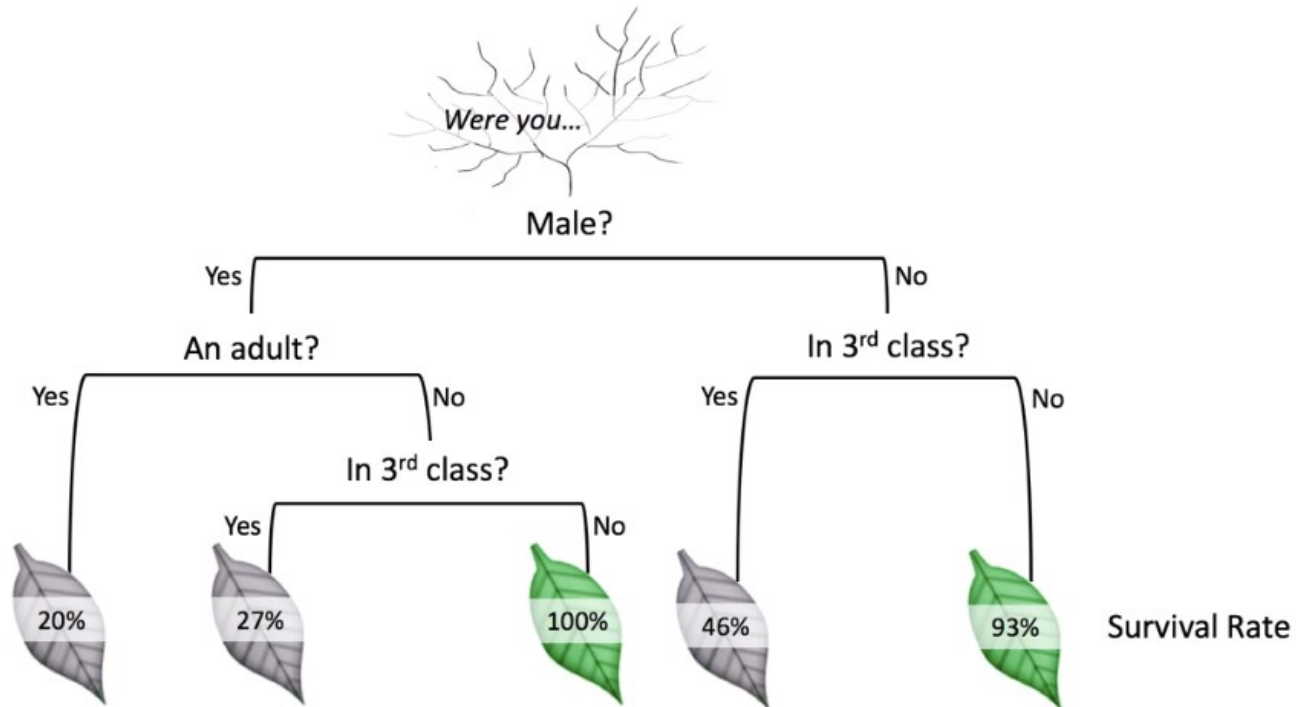 Were you...
Male?
Yes
No
An adult?
In 3rd class?
Yes
No
Yes
No
In 3rd class?
Yes
No
20%
27%
100%
46%
93%
Survival Rate